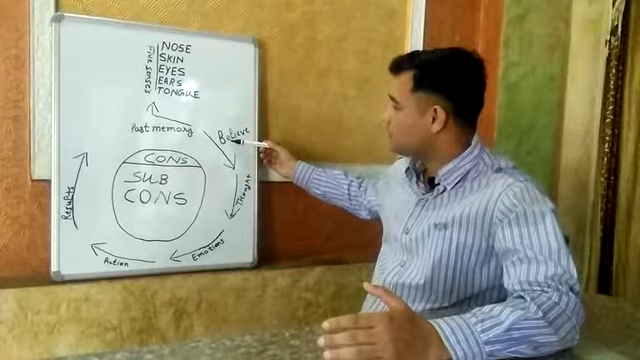 FIVE SENSES
NOSE
SKIN
EYES
EARS
TONGUE
Past memory
Believe
CONS
SUB
CONS
Thought
Emotions
Action
Results